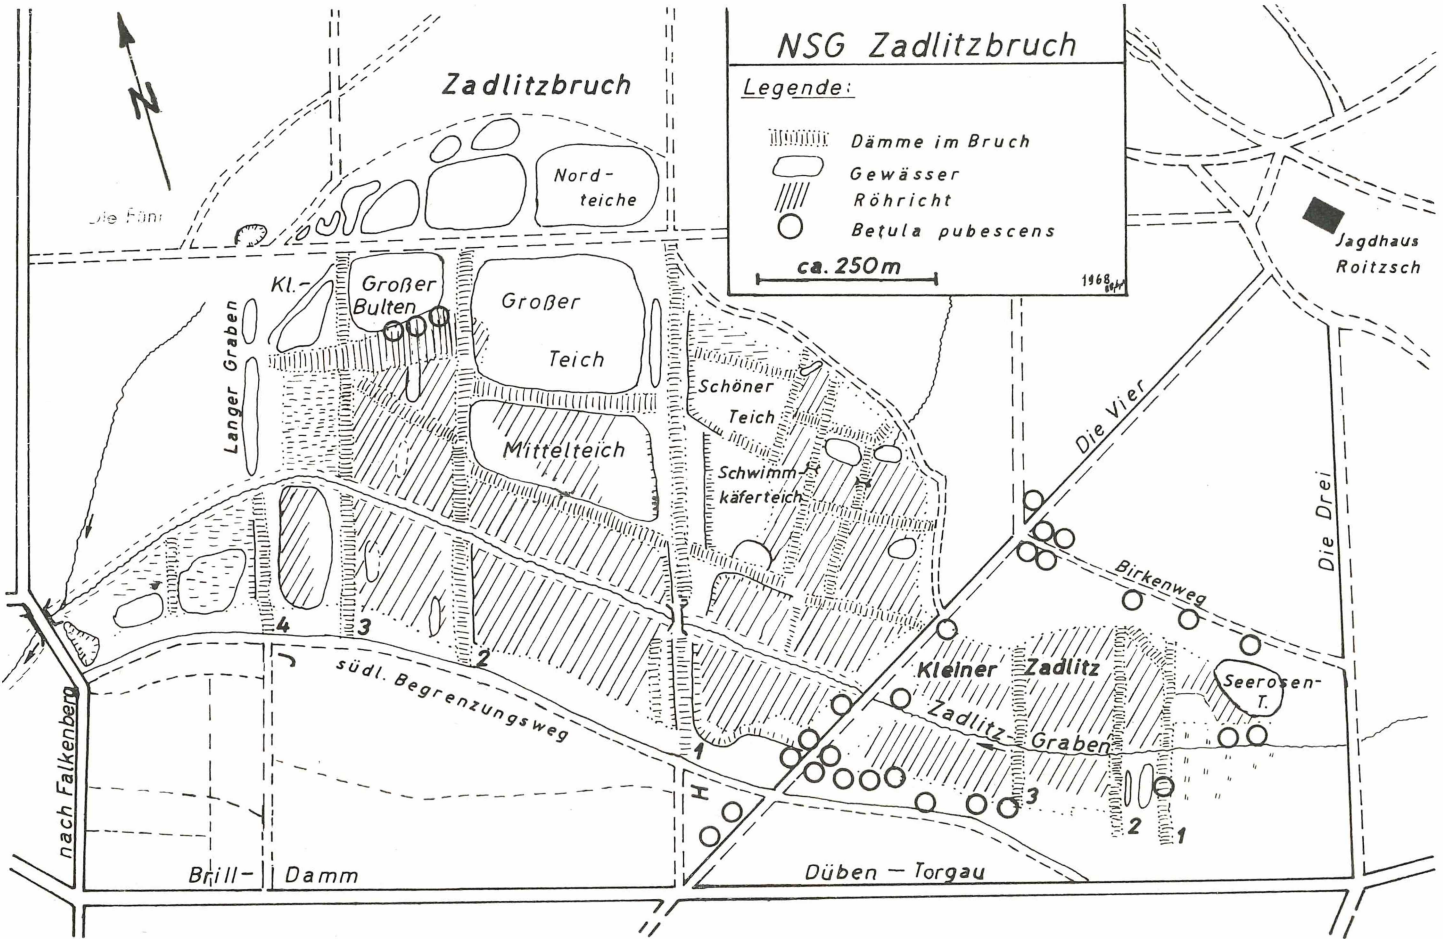 NSG Zadlitzbruch
Legende:
Dämme im Bruch
Gewässer
Röhricht
Betula pubescens
ca. 250m
1968
N
Zadlitzbruch
Nord-
teiche
Die
Kl.-
Großer
Bulten
Großer
Teich
Langer Graben
Mittelteich
Schöner
Teich
Schwimm-
käferteich
Jagdhaus
Roitzsch
Die Vier
Die Drei
Birkenweg
Kleiner Zadlitz
Seerosen-
T.
Zadlitz-
Graben
4
3
2
1
3
2
1
J
H
südl. Begrenzungsweg
nach Falkenberg
Brill- Damm
Düben - Torgau